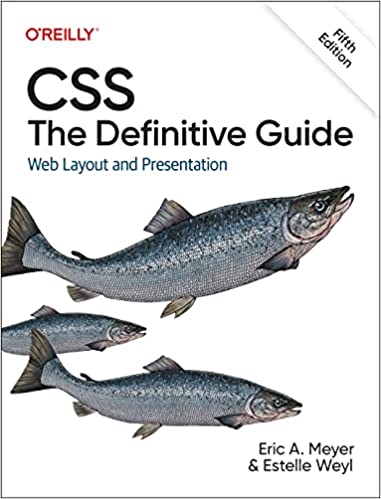 O'REILLY®
Fifth
Edition
CSS
The Definitive Guide
Web Layout and Presentation
Eric A. Meyer
& Estelle Weyl